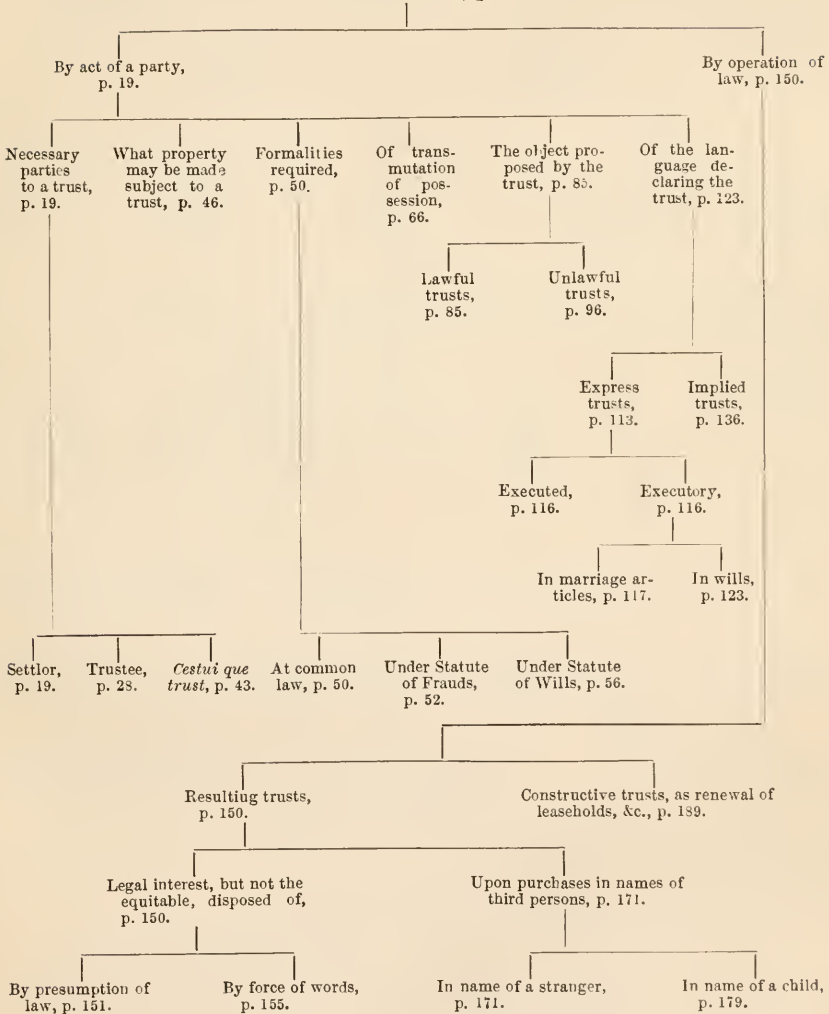 By act of a party,
p. 19.
By operation of
law, p. 150.
Necessary
parties
to a trust,
p. 19.
What property
may be made
subject to a
trust, p. 46.
Formalities
required,
p. 50.
Of trans-
mutation
of pos-
session,
p. 66.
The object pro-
posed by the
trust, p. 85.
Of the lan-
guage de-
claring the
trust, p. 123.
Lawful
trusts,
p. 85.
Unlawful
trusts,
p. 96.
Express
trusts,
p. 113.
Implied
trusts,
p. 136.
Executed,
p. 116.
Executory,
p. 116.
In marriage ar-
ticles, p. 117.
In wills,
p. 123.
Settlor,
p. 19.
Trustee,
p. 28.
Cestui que
trust, p. 43.
At common
law, p. 50.
Under Statute
of Frauds,
p. 52.
Under Statute
of Wills, p. 56.
Resulting trusts,
p. 150.
Constructive trusts, as renewal of
leaseholds, &c., p. 189.
Legal interest, but not the
equitable, disposed of,
p. 150.
Upon purchases in names of
third persons, p. 171.
By presumption of
law, p. 151.
By force of words,
p. 155.
In name of a stranger,
p. 171.
In name of a child,
p. 179.